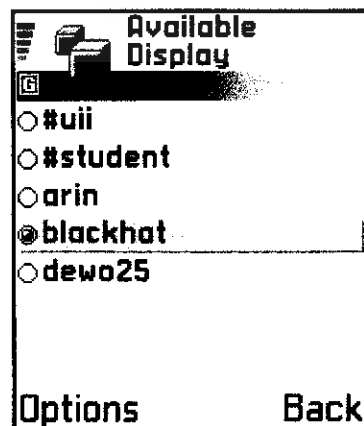 Available
Display
G
#uii
#student
arin
blackhat
dewo25
Options Back